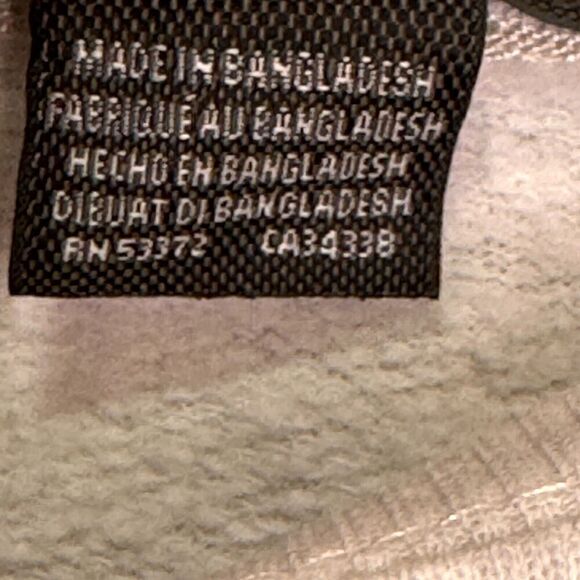 MADE IN BANGLADESH
FABRIQUÉ AU BANGLADESH
HECHO EN BANGLADESH
DIBUAT DI BANGLADESH
RN 53372 CA34338